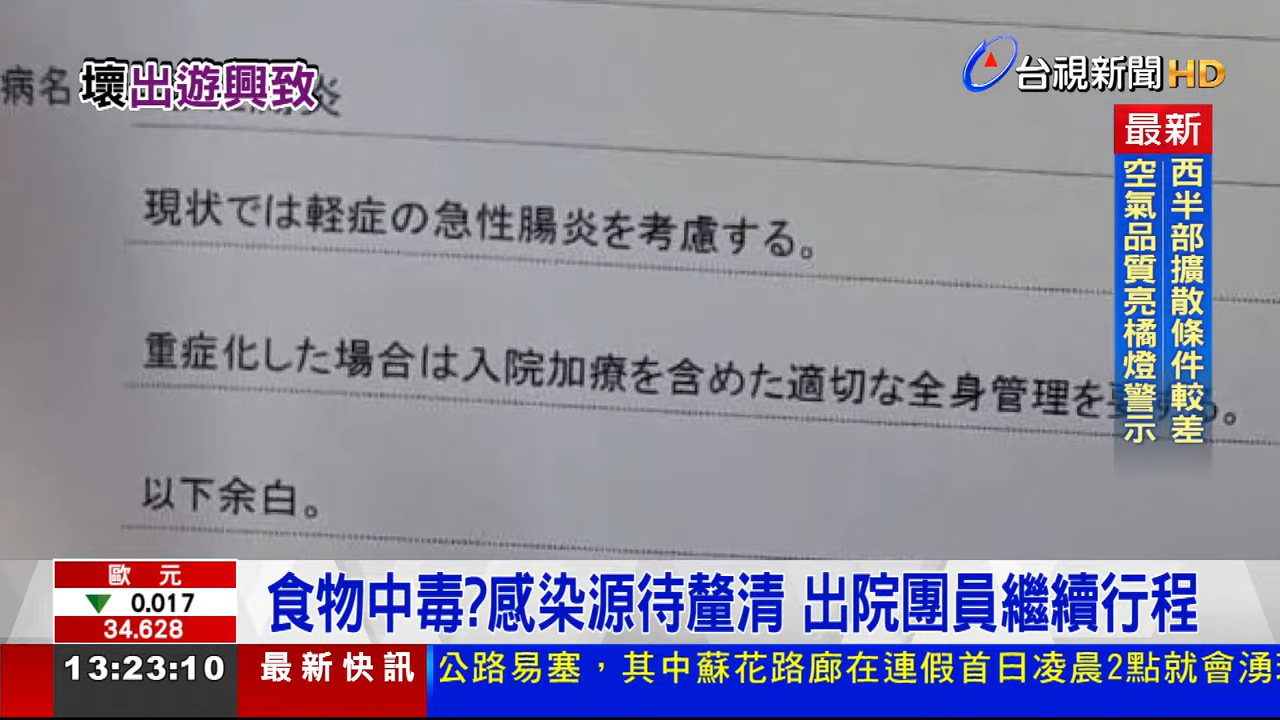 壞出遊興致
台視新聞HD
病名
炎
現状では軽症の急性腸炎を考慮する。
重症化した場合は入院加療を含めた適切な全身管理を
以下余白。
最新
西半部擴散條件較差
空氣品質亮橘燈警示
歐元
▼ 0.017
34.628
食物中毒?感染源待釐清 出院團員繼續行程
13:23:10
最新快訊
公路易塞，其中蘇花路廊在連假首日凌晨2點就會湧